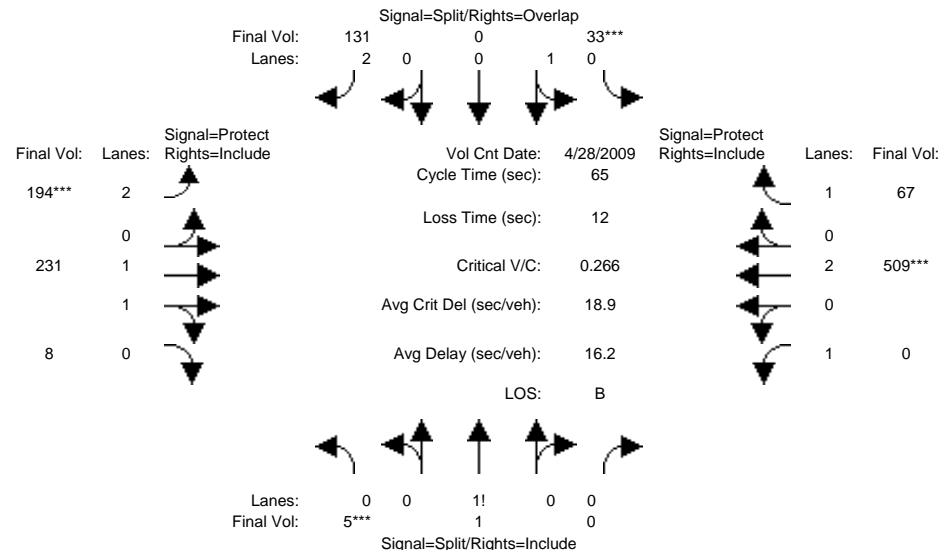 Signal=Split/Rights=Overlap
Final Vol: 131 0 33***
Lanes: 2 0 0 1 0
Signal=Protect
Final Vol: Lanes: Rights=Include
Vol Cnt Date: 4/28/2009
Signal=Protect
Rights=Include Lanes: Final Vol:
Cycle Time (sec): 65
194*** 2
1 67
Loss Time (sec): 12
0
0
231 1
Critical V/C: 0.266
2 509***
1
Avg Crit Del (sec/veh): 18.9
0
8 0
Avg Delay (sec/veh): 16.2
1 0
LOS: B
Lanes: 0 0 1! 0 0
Final Vol: 5*** 1 0
Signal=Split/Rights=Include